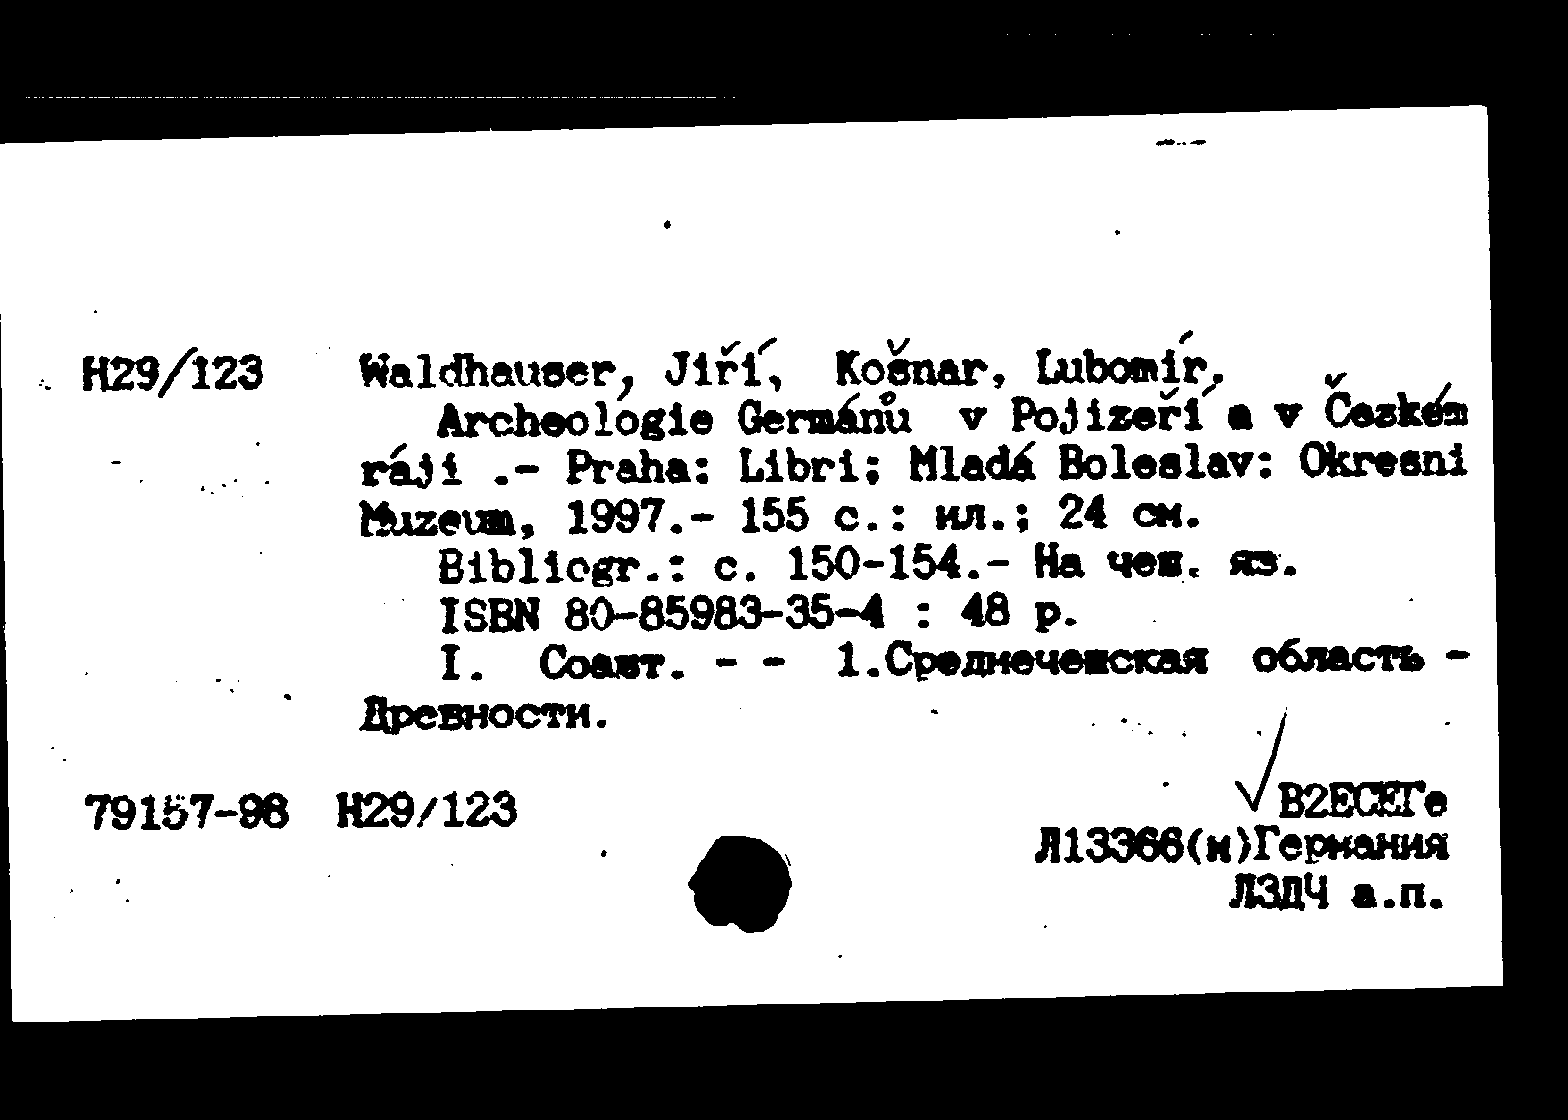 H29/123 Waldhauser, Jiří, Košnar, Lubomír.
Archeologie Germánů v Pojizeří a v Českém
ráji .- Praha: Libri; Mladá Boleslav: Okresni
Muzeum, 1997.- 155 с.: ил.; 24 см.
Bibliogr.: с. 150-154.- На чеш. яз.
ISBN 80-85983-35-4 : 48 р.
I. Соавт. - - 1.Среднечешская область -
Древности.
79157-98 H29/123 В2ЕСЕГе
Л13366(м)Германия
ЛЗДЧ а.п.